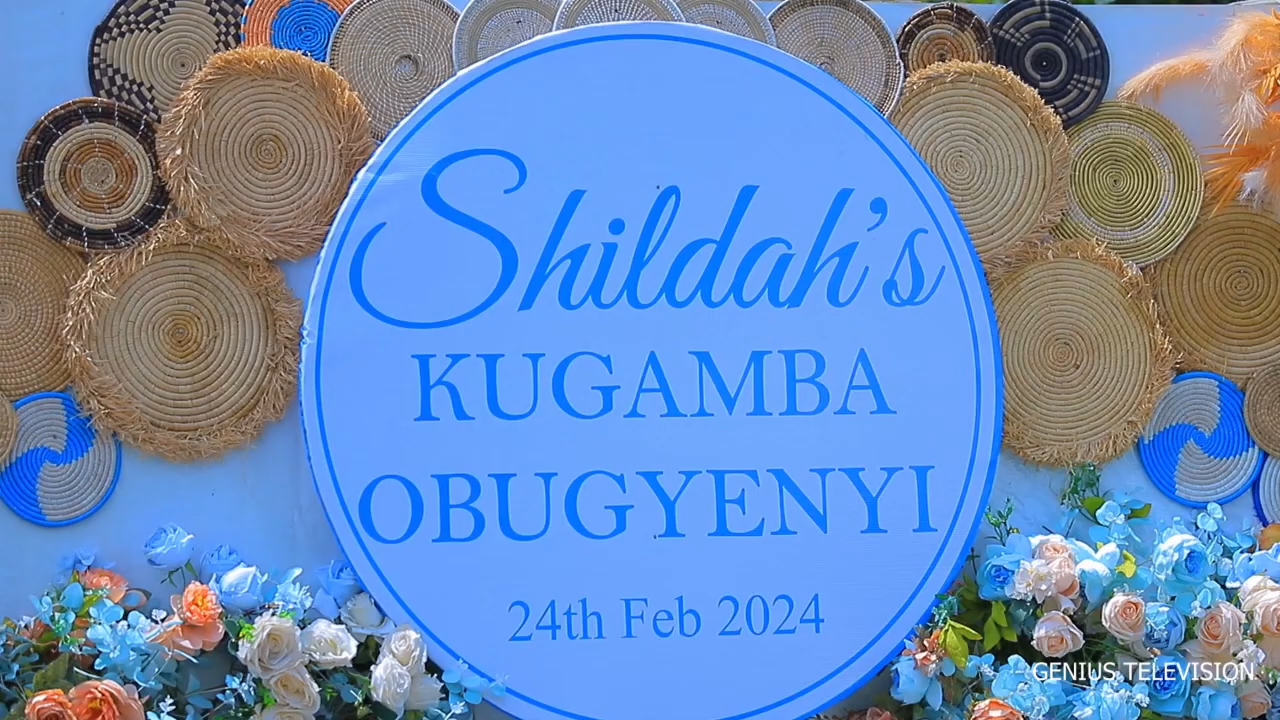 Shildah's
KUGAMBA
OBUGYENYI
24th Feb 2024
GENIUS TELEVISION